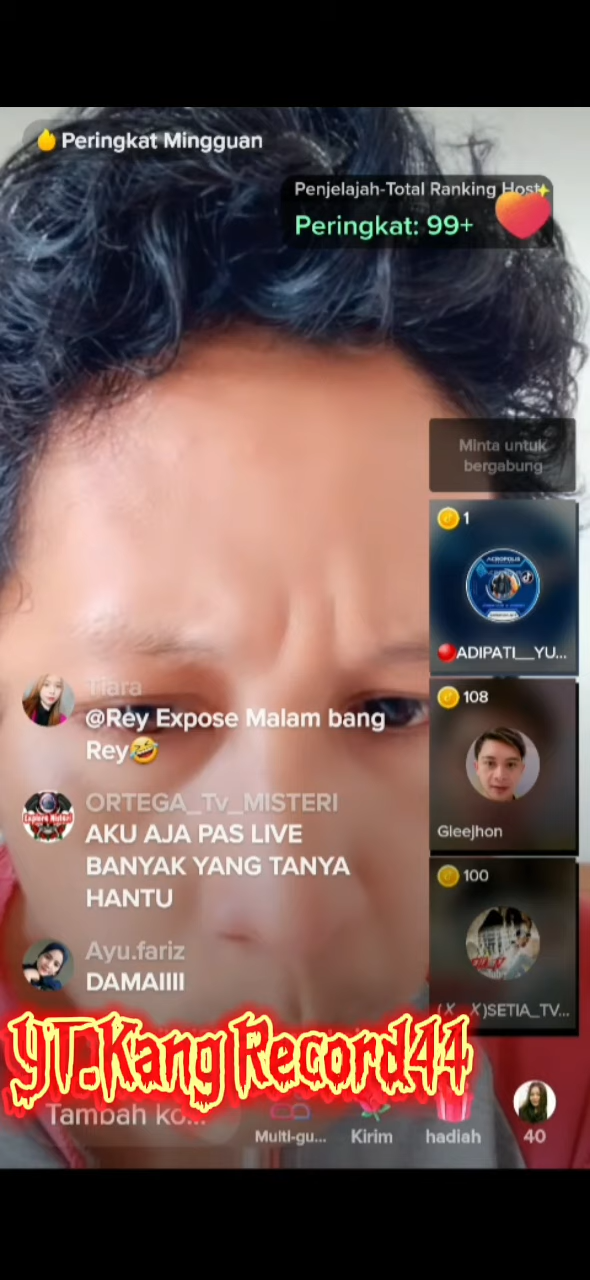 Peringkat Mingguan
Penjelajah-Total Ranking Host
Peringkat: 99+
Minta untuk
bergabung
1
ACROPOLIS
ADIPATI__YU...
108
Gleejhon
100
(X_X)SETIA_TV...
Tiara
@Rey Expose Malam bang
Rey🤣
ORTEGA_Tv_MISTERI
AKU AJA PAS LIVE
BANYAK YANG TANYA
HANTU
Ayu.fariz
DAMAIIII
YT.Kang Record44
Tambah ko...
Multi-gu...
Kirim
hadiah
40